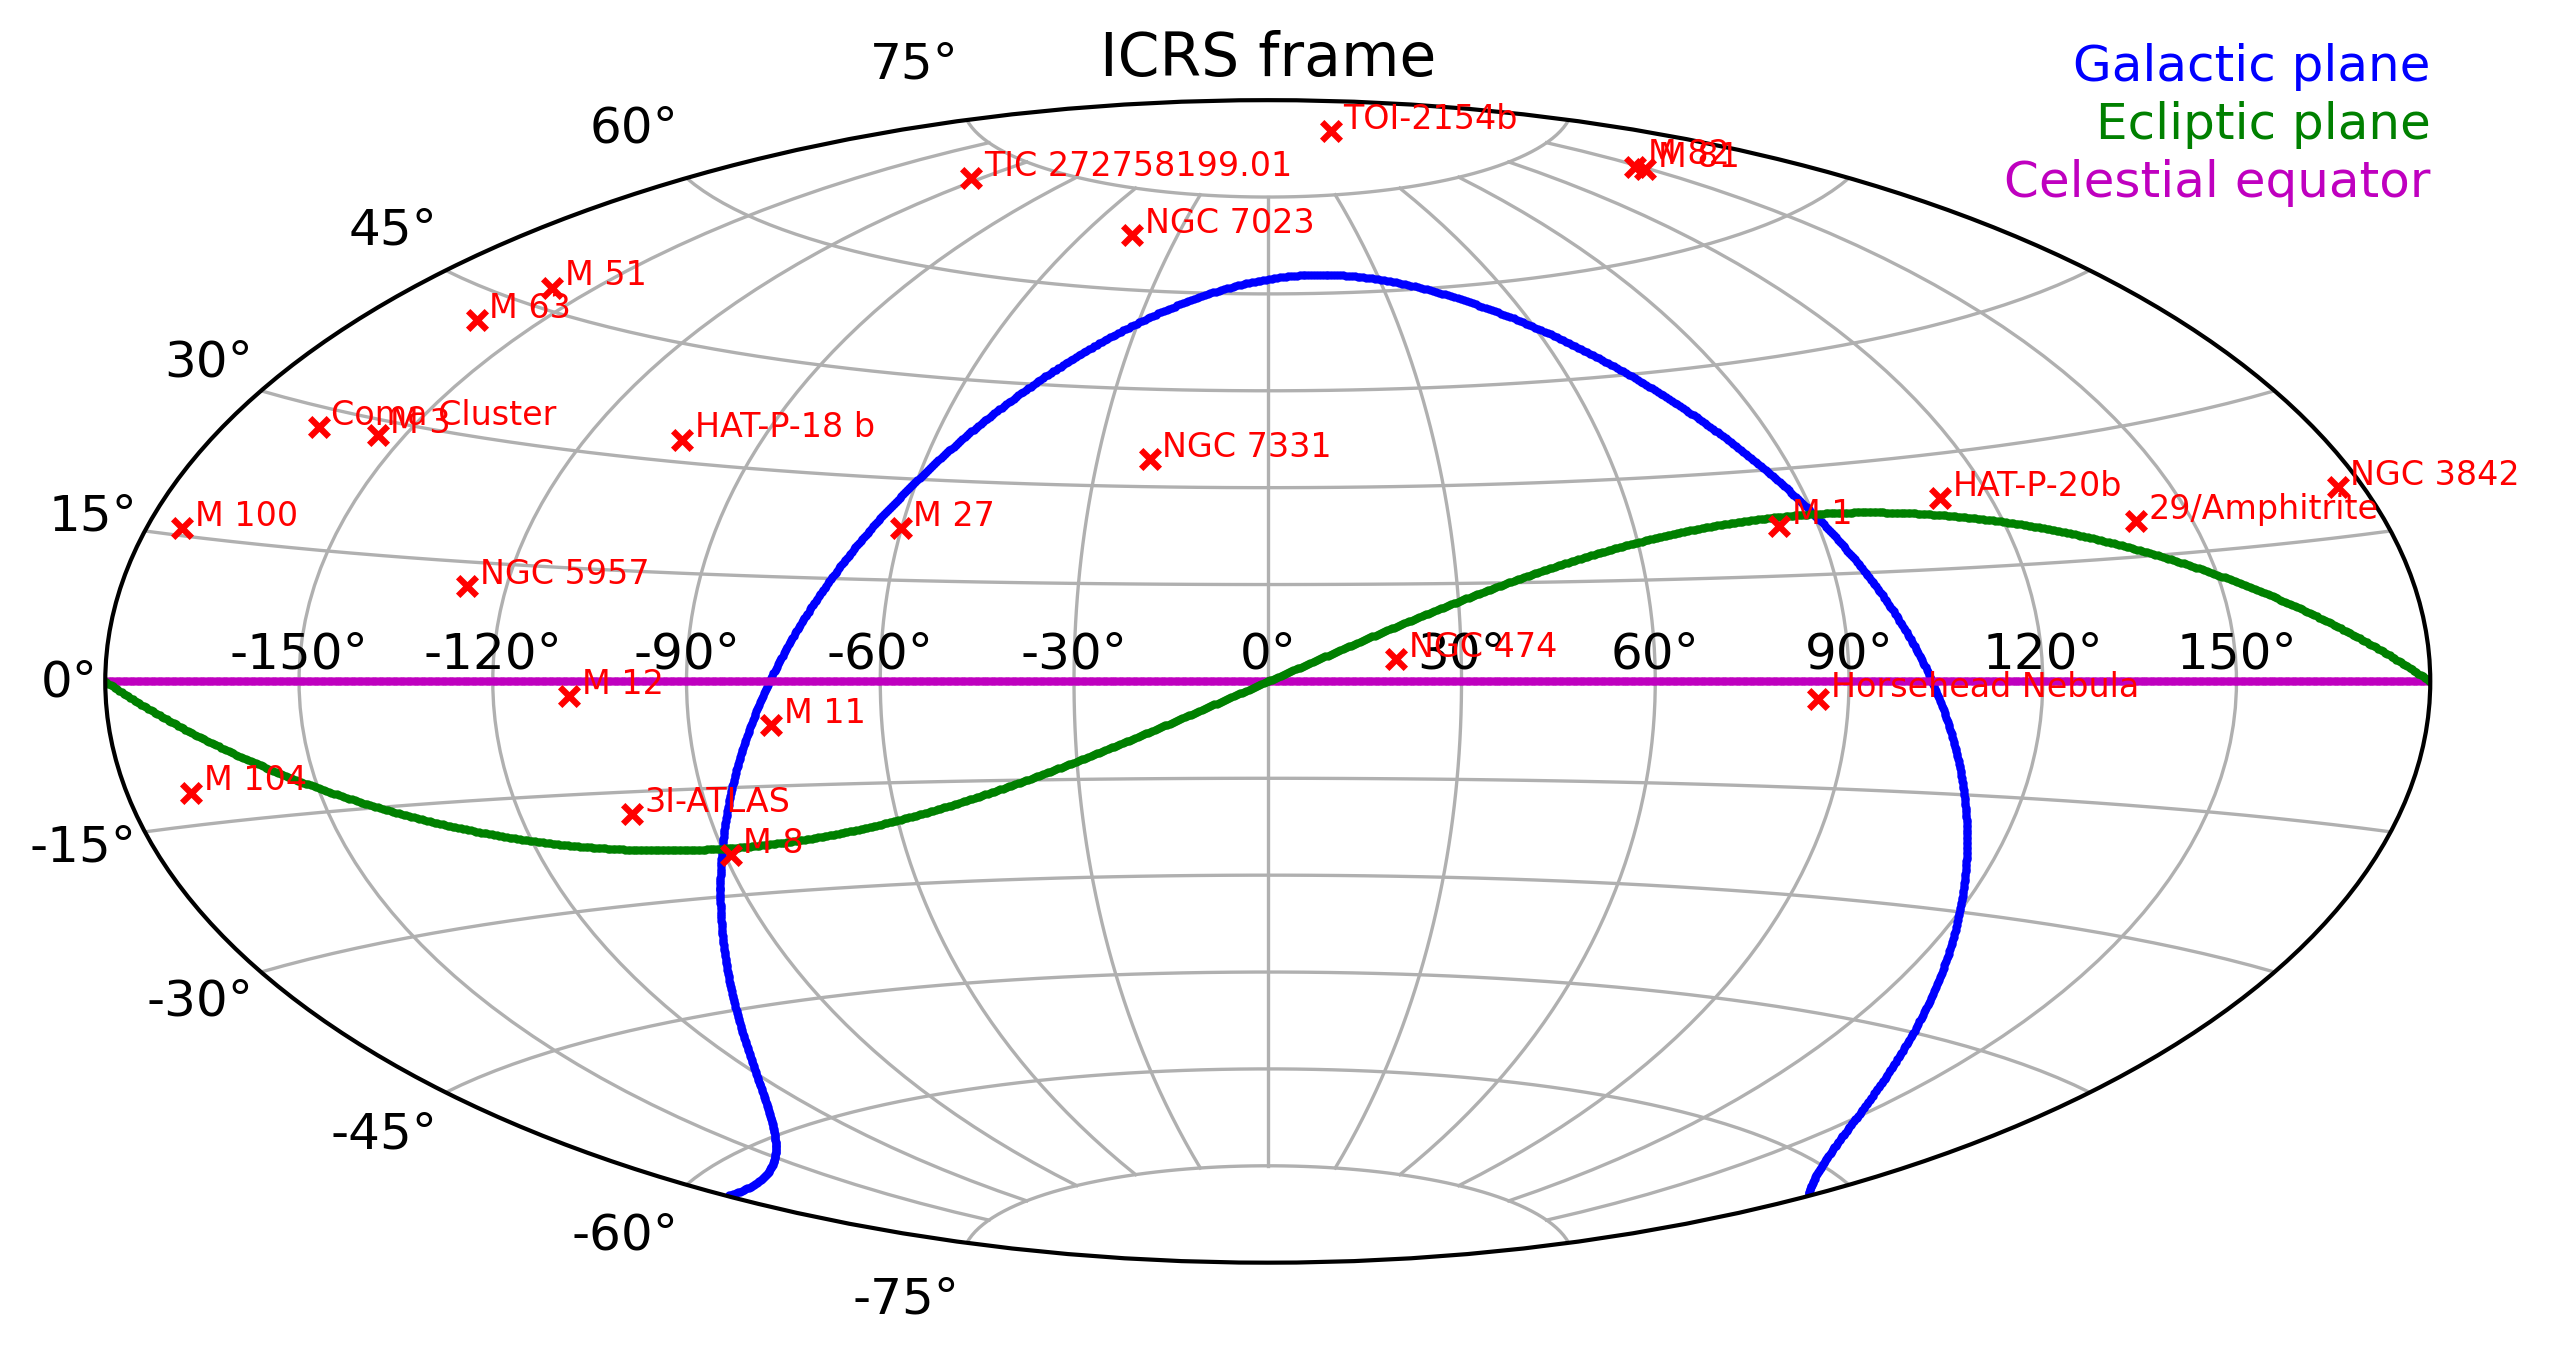 ICRS frame
Galactic plane
Ecliptic plane
Celestial equator
75°
60°
45°
30°
15°
0°
-15°
-30°
-45°
-60°
-75°
-150°
-120°
-90°
-60°
-30°
0°
30°
60°
90°
120°
150°
TOI-2154b
TIC 272758199.01
M 82
M 81
NGC 7023
M 51
M 63
Coma Cluster
M 3
HAT-P-18 b
NGC 7331
NGC 3842
HAT-P-20b
29/Amphitrite
M 100
M 27
M 1
NGC 5957
NGC 474
M 12
Horsehead Nebula
M 11
M 104
3I-ATLAS
M 8